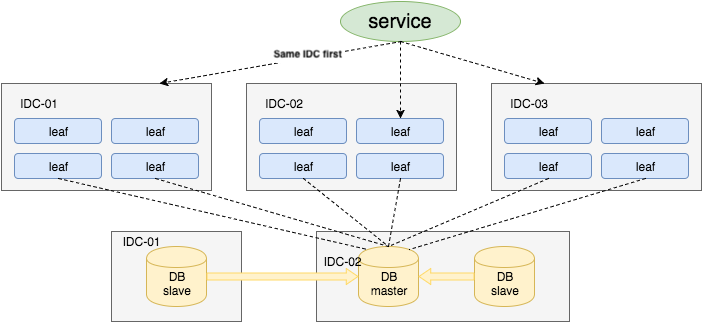 service
Same IDC first
IDC-01
IDC-02
IDC-03
leaf leaf leaf leaf leaf leaf
leaf leaf leaf leaf leaf leaf
IDC-01
IDC-02
DB
slave
DB
master
DB
slave